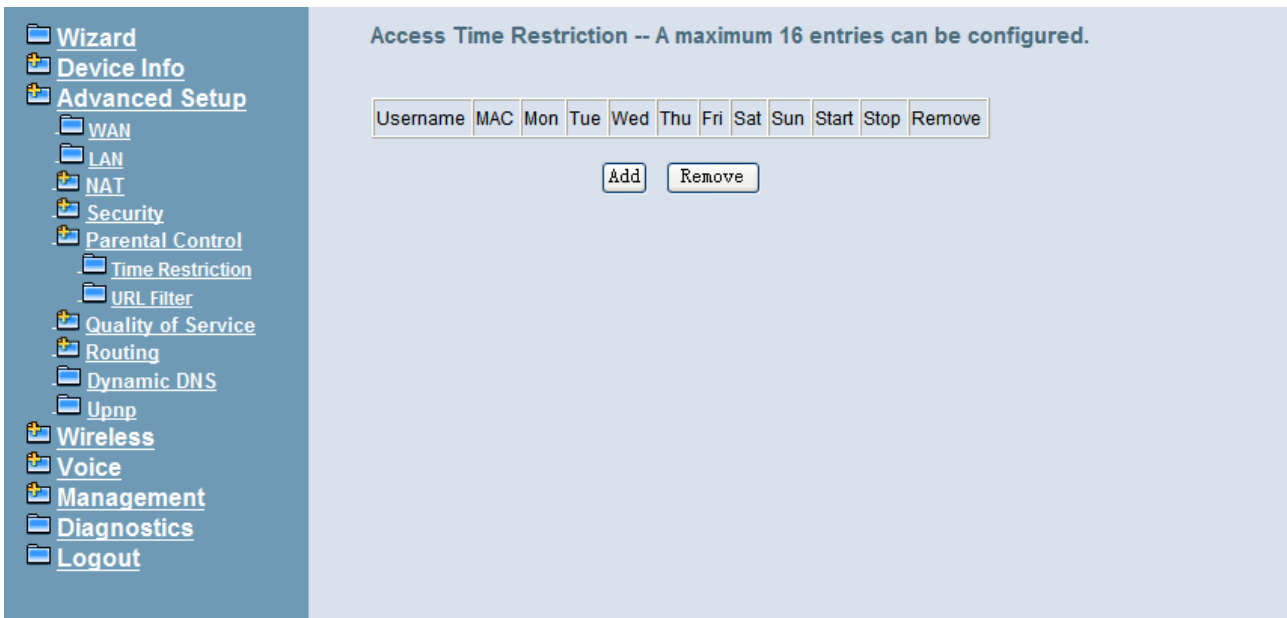 Wizard
Device Info
Advanced Setup
WAN
LAN
NAT
Security
Parental Control
Time Restriction
URL Filter
Quality of Service
Routing
Dynamic DNS
Upnp
Wireless
Voice
Management
Diagnostics
Logout
Access Time Restriction -- A maximum 16 entries can be configured.
Username MAC Mon Tue Wed Thu Fri Sat Sun Start Stop Remove
Add Remove